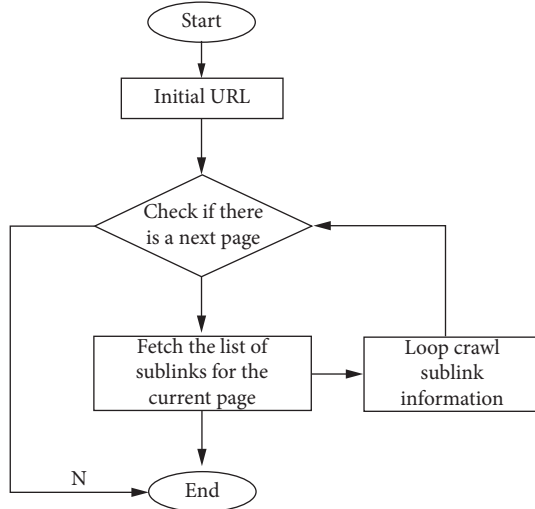 Start
Initial URL
Check if there
is a next page
Fetch the list of
sublinks for the
current page
Loop crawl
sublink
information
N
End